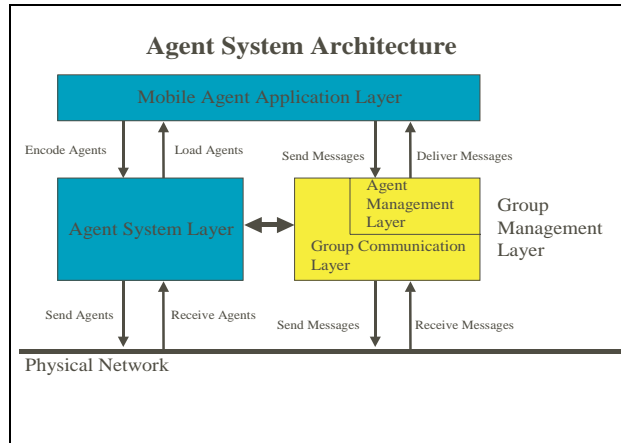 Agent System Architecture
Mobile Agent Application Layer
Encode Agents
Load Agents
Send Messages
Deliver Messages
Agent System Layer
Agent
Management
Layer
Group Communication
Layer
Group
Management
Layer
Send Agents
Receive Agents
Send Messages
Receive Messages
Physical Network